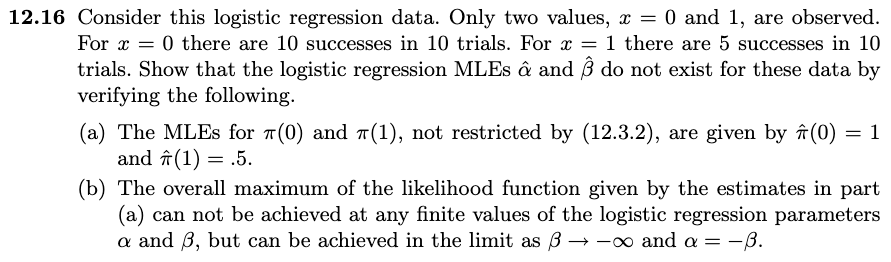 12.16 Consider this logistic regression data. Only two values, x = 0 and 1, are observed.
For x = 0 there are 10 successes in 10 trials. For x = 1 there are 5 successes in 10
trials. Show that the logistic regression MLEs α̂ and β̂ do not exist for these data by
verifying the following.
(a) The MLEs for π(0) and π(1), not restricted by (12.3.2), are given by π̂(0) = 1
and π̂(1) = .5.
(b) The overall maximum of the likelihood function given by the estimates in part
(a) can not be achieved at any finite values of the logistic regression parameters
α and β, but can be achieved in the limit as β → −∞ and α = −β.